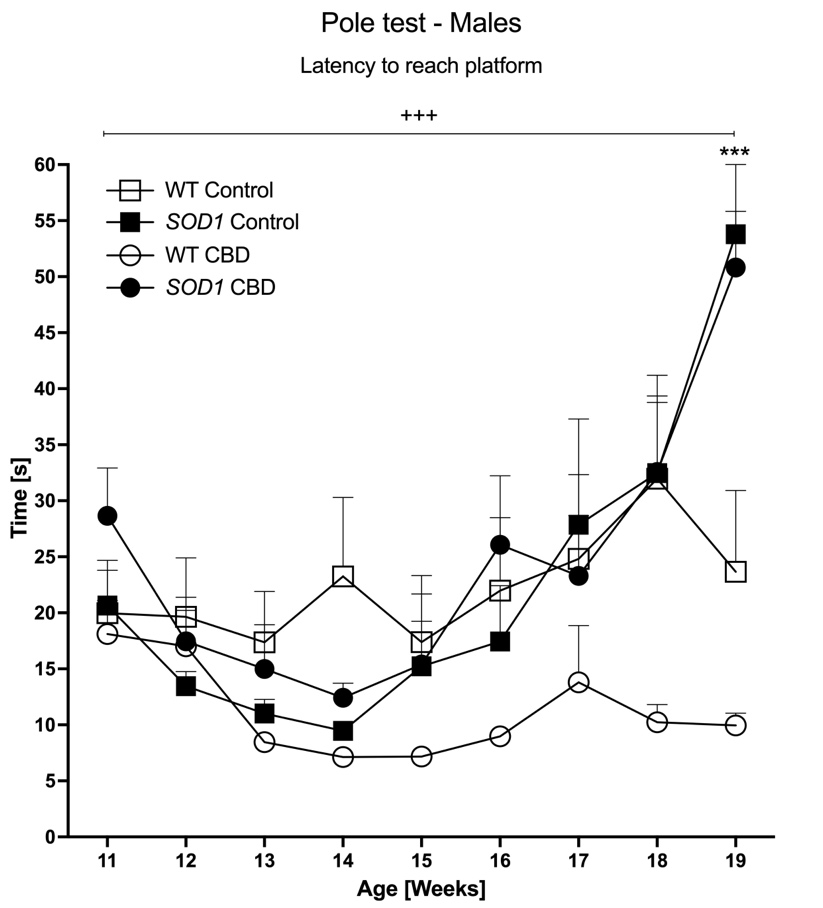 Pole test - Males
Latency to reach platform
+++
***
WT Control
SOD1 Control
WT CBD
SOD1 CBD
60
55
50
45
40
35
30
25
20
15
10
5
0
Time [s]
11 12 13 14 15 16 17 18 19
Age [Weeks]